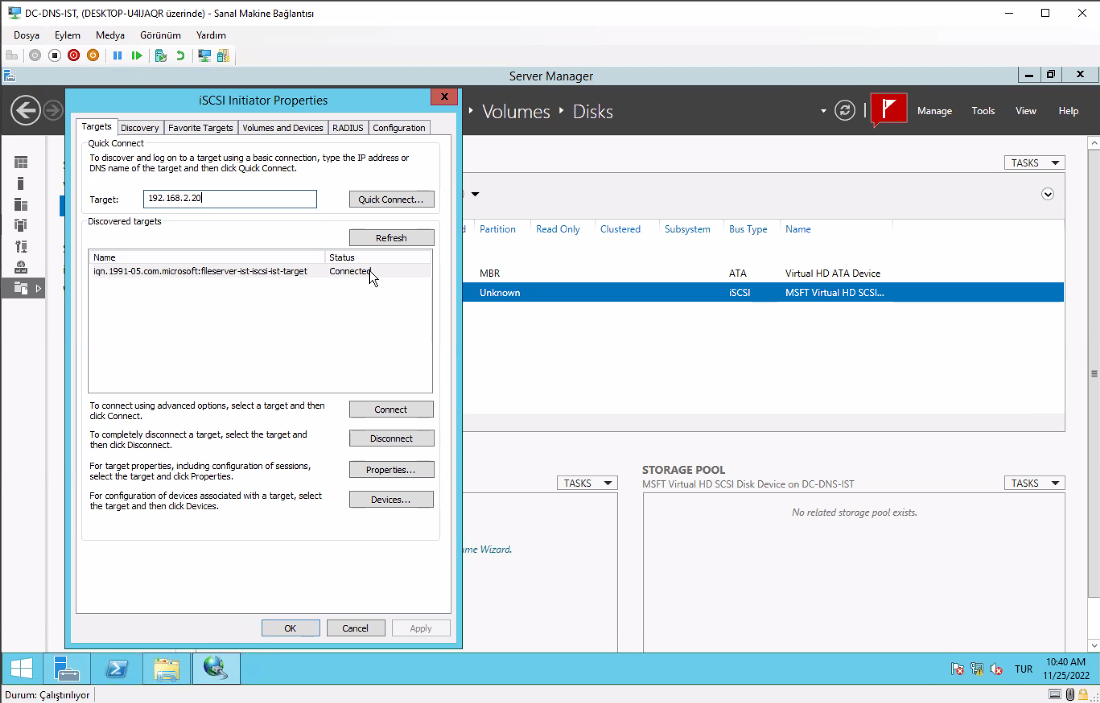 DC-DNS-IST, (DESKTOP-U4IJAQR üzerinde) - Sanal Makine Bağlantısı
Dosya Eylem Medya Görünüm Yardım
Server Manager
iSCSI Initiator Properties
Volumes Disks
Manage Tools View Help
Targets Discovery Favorite Targets Volumes and Devices RADIUS Configuration
Quick Connect
To discover and log on to a target using a basic connection, type the IP address or
DNS name of the target and then click Quick Connect.
Target: 192.168.2.20 Quick Connect...
Discovered targets
Refresh
Name Status
iqn.1991-05.com.microsoft:fileserver-ist-iscsi-ist-target Connected
To connect using advanced options, select a target and then
click Connect.
Connect
To completely disconnect a target, select the target and
then click Disconnect.
Disconnect
For target properties, including configuration of sessions,
select the target and click Properties.
Properties...
For configuration of devices associated with a target, select
the target and then click Devices.
Devices...
OK Cancel Apply
TASKS
Partition Read Only Clustered Subsystem Bus Type Name
MBR ATA Virtual HD ATA Device
Unknown iSCSI MSFT Virtual HD SCSI...
TASKS
Wizard.
STORAGE POOL
MSFT Virtual HD SCSI Disk Device on DC-DNS-IST
TASKS
No related storage pool exists.
TUR
10:40 AM
11/25/2022
Durum: Çalıştırılıyor